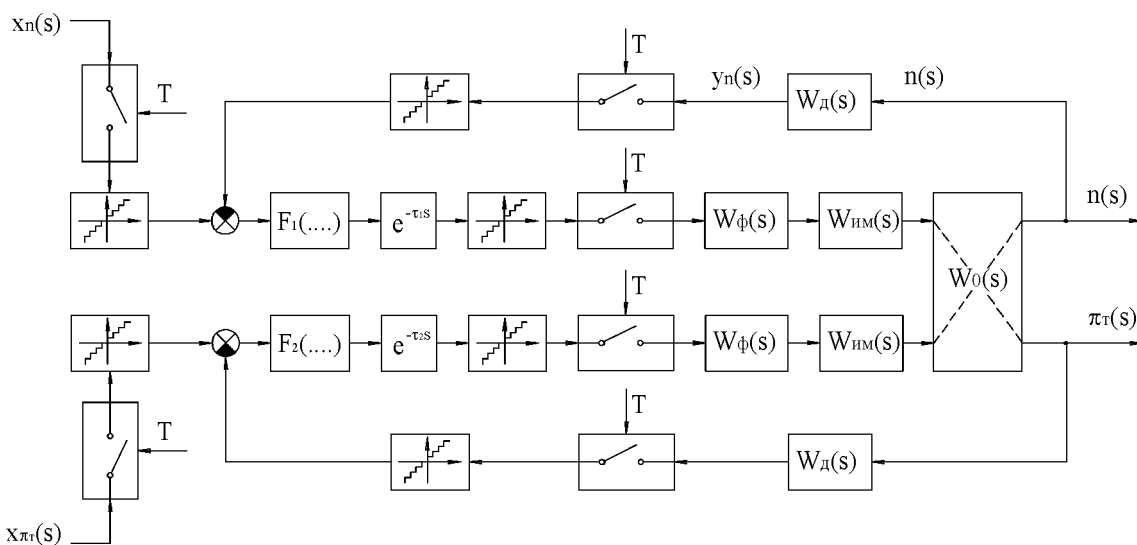 xn(s)
T
T
yn(s)
n(s)
Wд(s)
T
F1(....)
e-τ1s
Wф(s)
Wим(s)
n(s)
W0(s)
T
πт(s)
F2(....)
e-τ2s
Wф(s)
Wим(s)
T
T
Wд(s)
xπт(s)